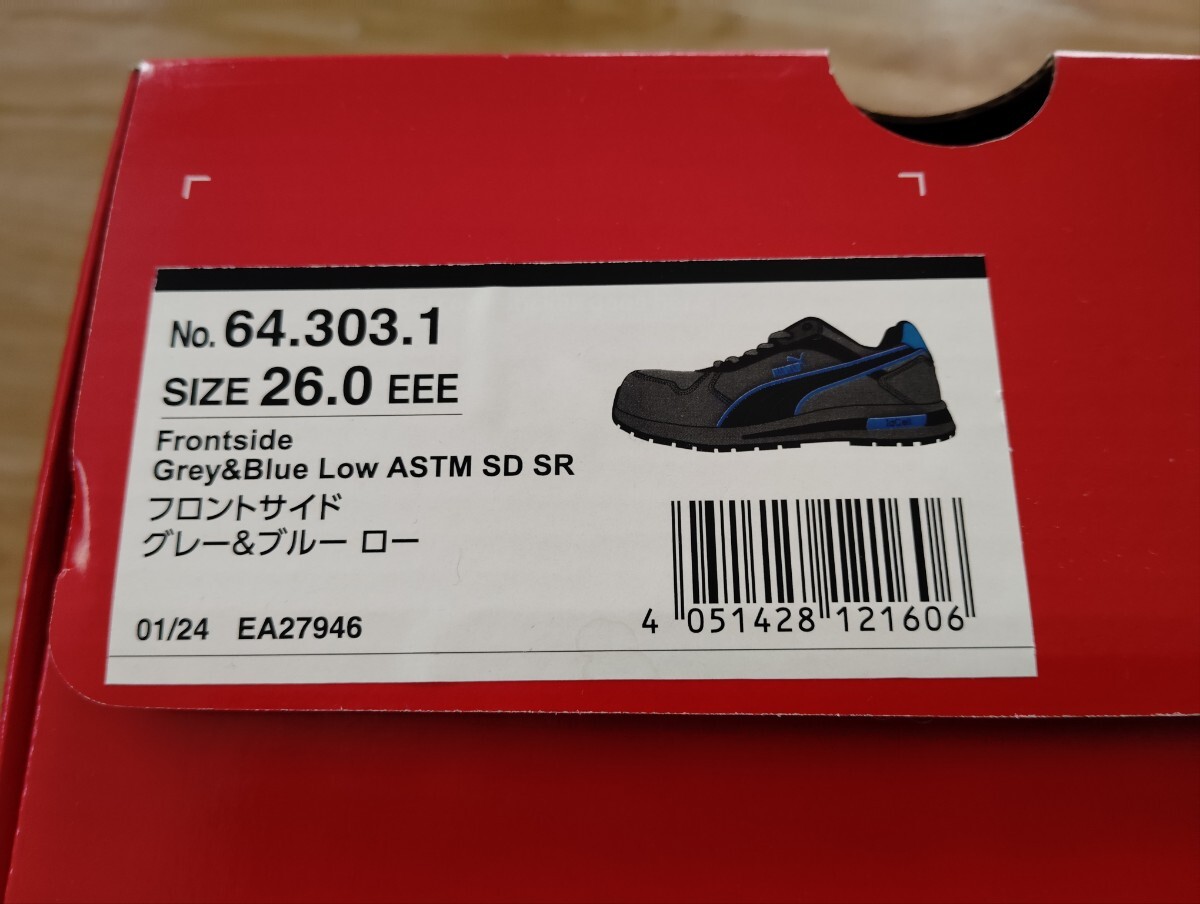 No. 64.303.1
SIZE 26.0 EEE
Frontside
Grey&Blue Low ASTM SD SR
フロントサイド
グレー&ブルー ロー
01/24 EA27946
4 051428 121606